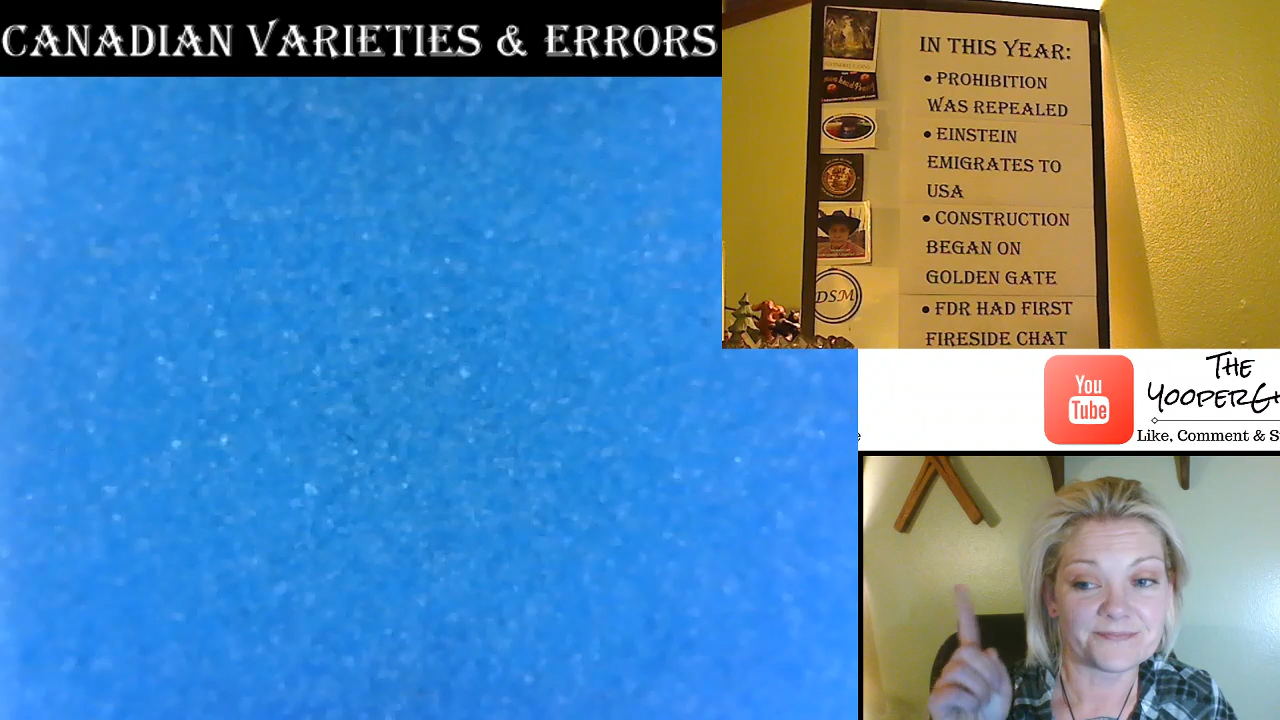 CANADIAN VARIETIES & ERRORS
IN THIS YEAR:
• PROHIBITION
WAS REPEALED
• EINSTEIN
EMIGRATES TO
USA
• CONSTRUCTION
BEGAN ON
GOLDEN GATE
• FDR HAD FIRST
FIRESIDE CHAT
DSM
You
Tube
THE
Like, Comment &